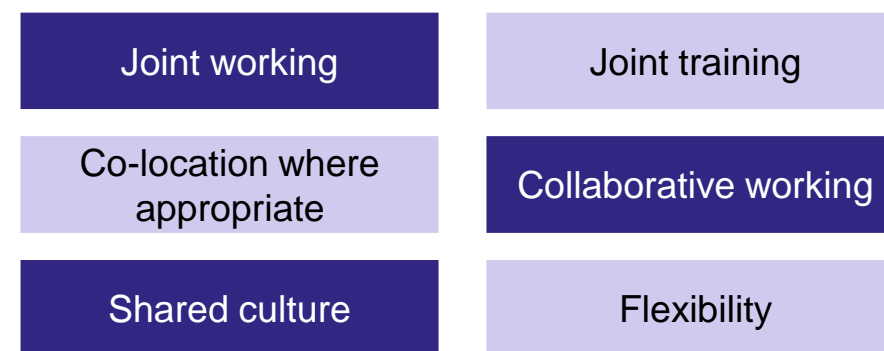 Joint working
Joint training
Co-location where
appropriate
Collaborative working
Shared culture
Flexibility